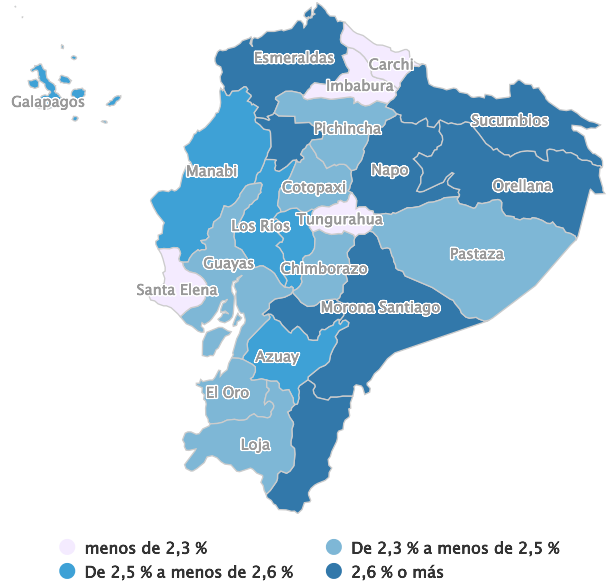 Esmeraldas
Carchi
Imbabura
Galapagos
Sucumbios
Pichincha
Manabi
Napo
Cotopaxi
Orellana
Tungurahua
Los Rios
Pastaza
Guayas
Chimborazo
Santa Elena
Morona Santiago
Azuay
El Oro
Loja
menos de 2,3 %
De 2,3 % a menos de 2,5 %
De 2,5 % a menos de 2,6 %
2,6 % o más